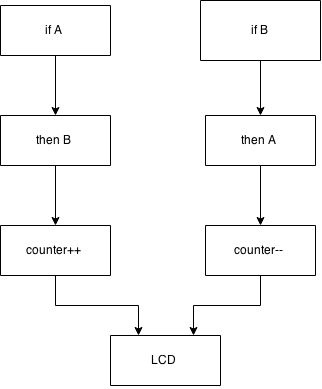 if A
if B
then B
then A
counter++
counter--
LCD